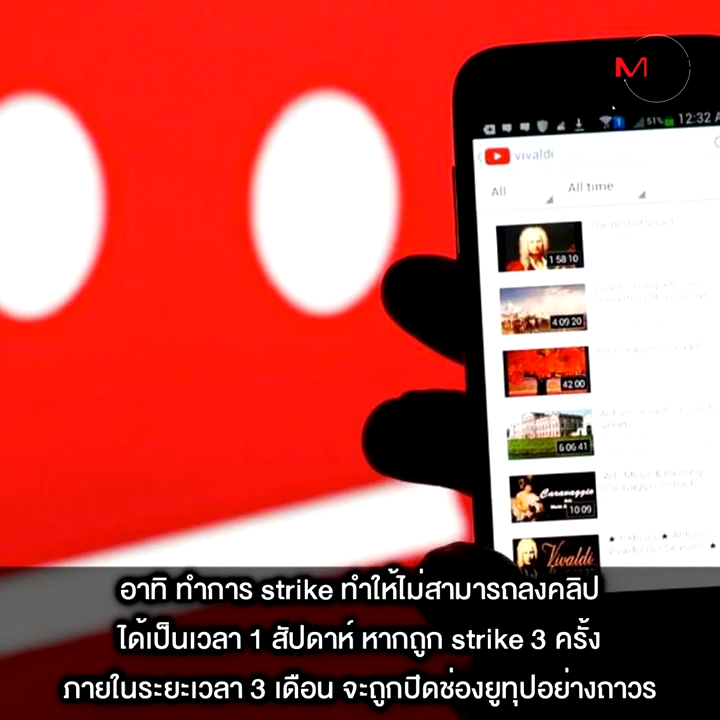 M
51% 12:32 A
vivaldi
All
All time
1 58 10
4:09:20
42:00
6:06:41
Caravaggio
10:09
Vivaldi
อาทิ ทำการ strike ทำให้ไม่สามารถลงคลิป
ได้เป็นเวลา 1 สัปดาห์ หากถูก strike 3 ครั้ง
ภายในระยะเวลา 3 เดือน จะถูกปิดช่องยูทูปอย่างถาวร